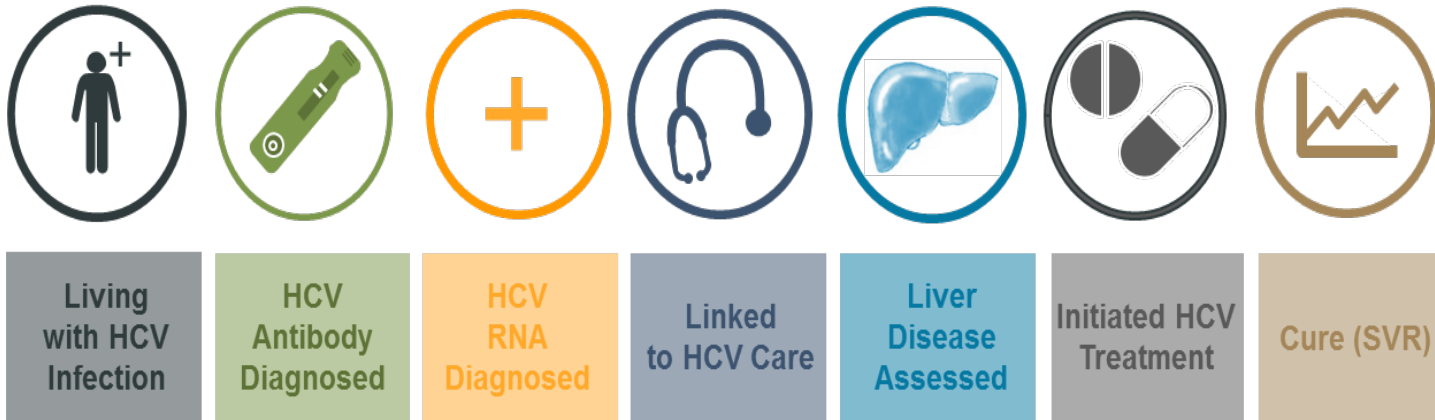 Living
with HCV
Infection
HCV
Antibody
Diagnosed
HCV
RNA
Diagnosed
Linked
to HCV Care
Liver
Disease
Assessed
Initiated HCV
Treatment
Cure (SVR)